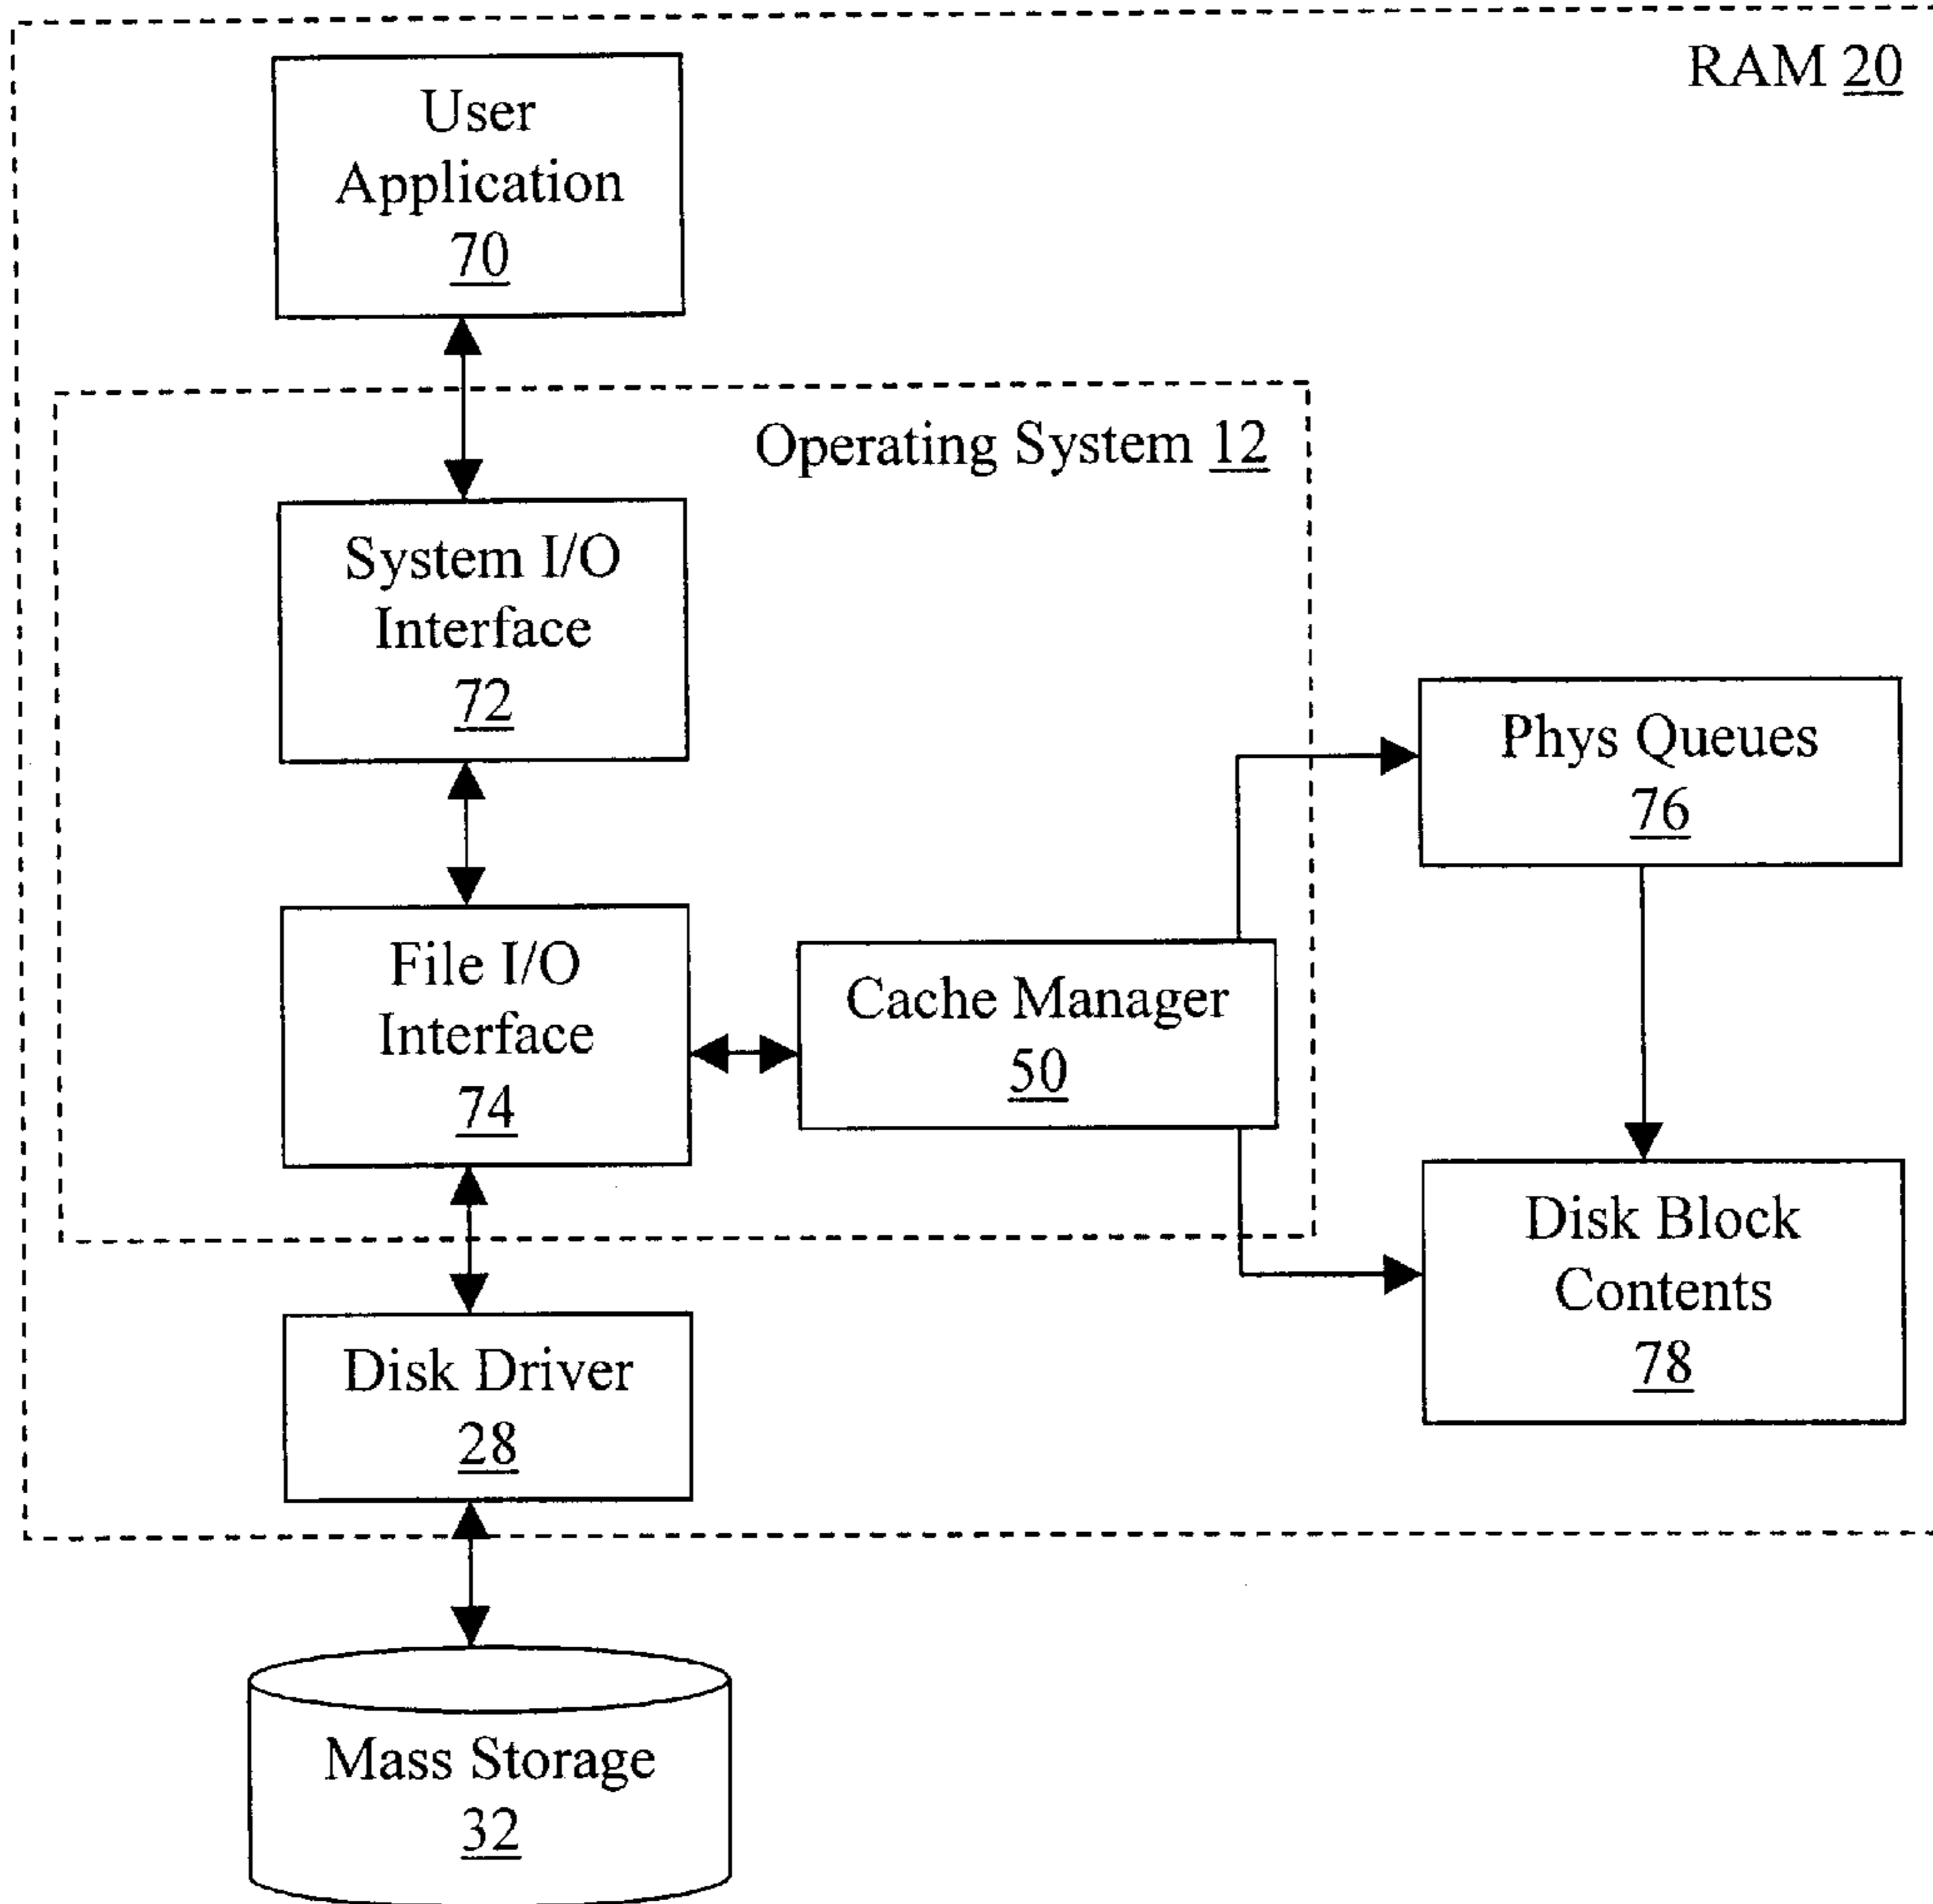 RAM 20
User
Application
70
Operating System 12
System I/O
Interface
72
Phys Queues
76
File I/O
Interface
74
Cache Manager
50
Disk Block
Contents
78
Disk Driver
28
Mass Storage
32